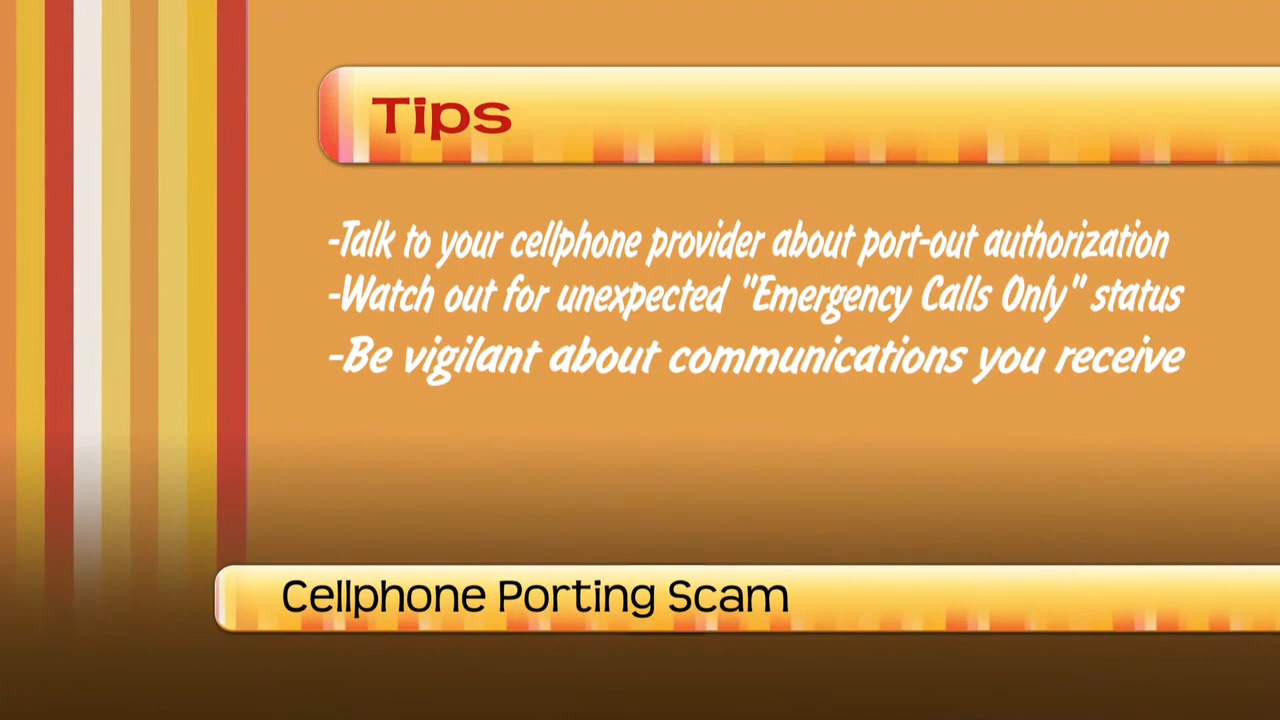 Tips
-Talk to your cellphone provider about port-out authorization
-Watch out for unexpected "Emergency Calls Only" status
-Be vigilant about communications you receive
Cellphone Porting Scam